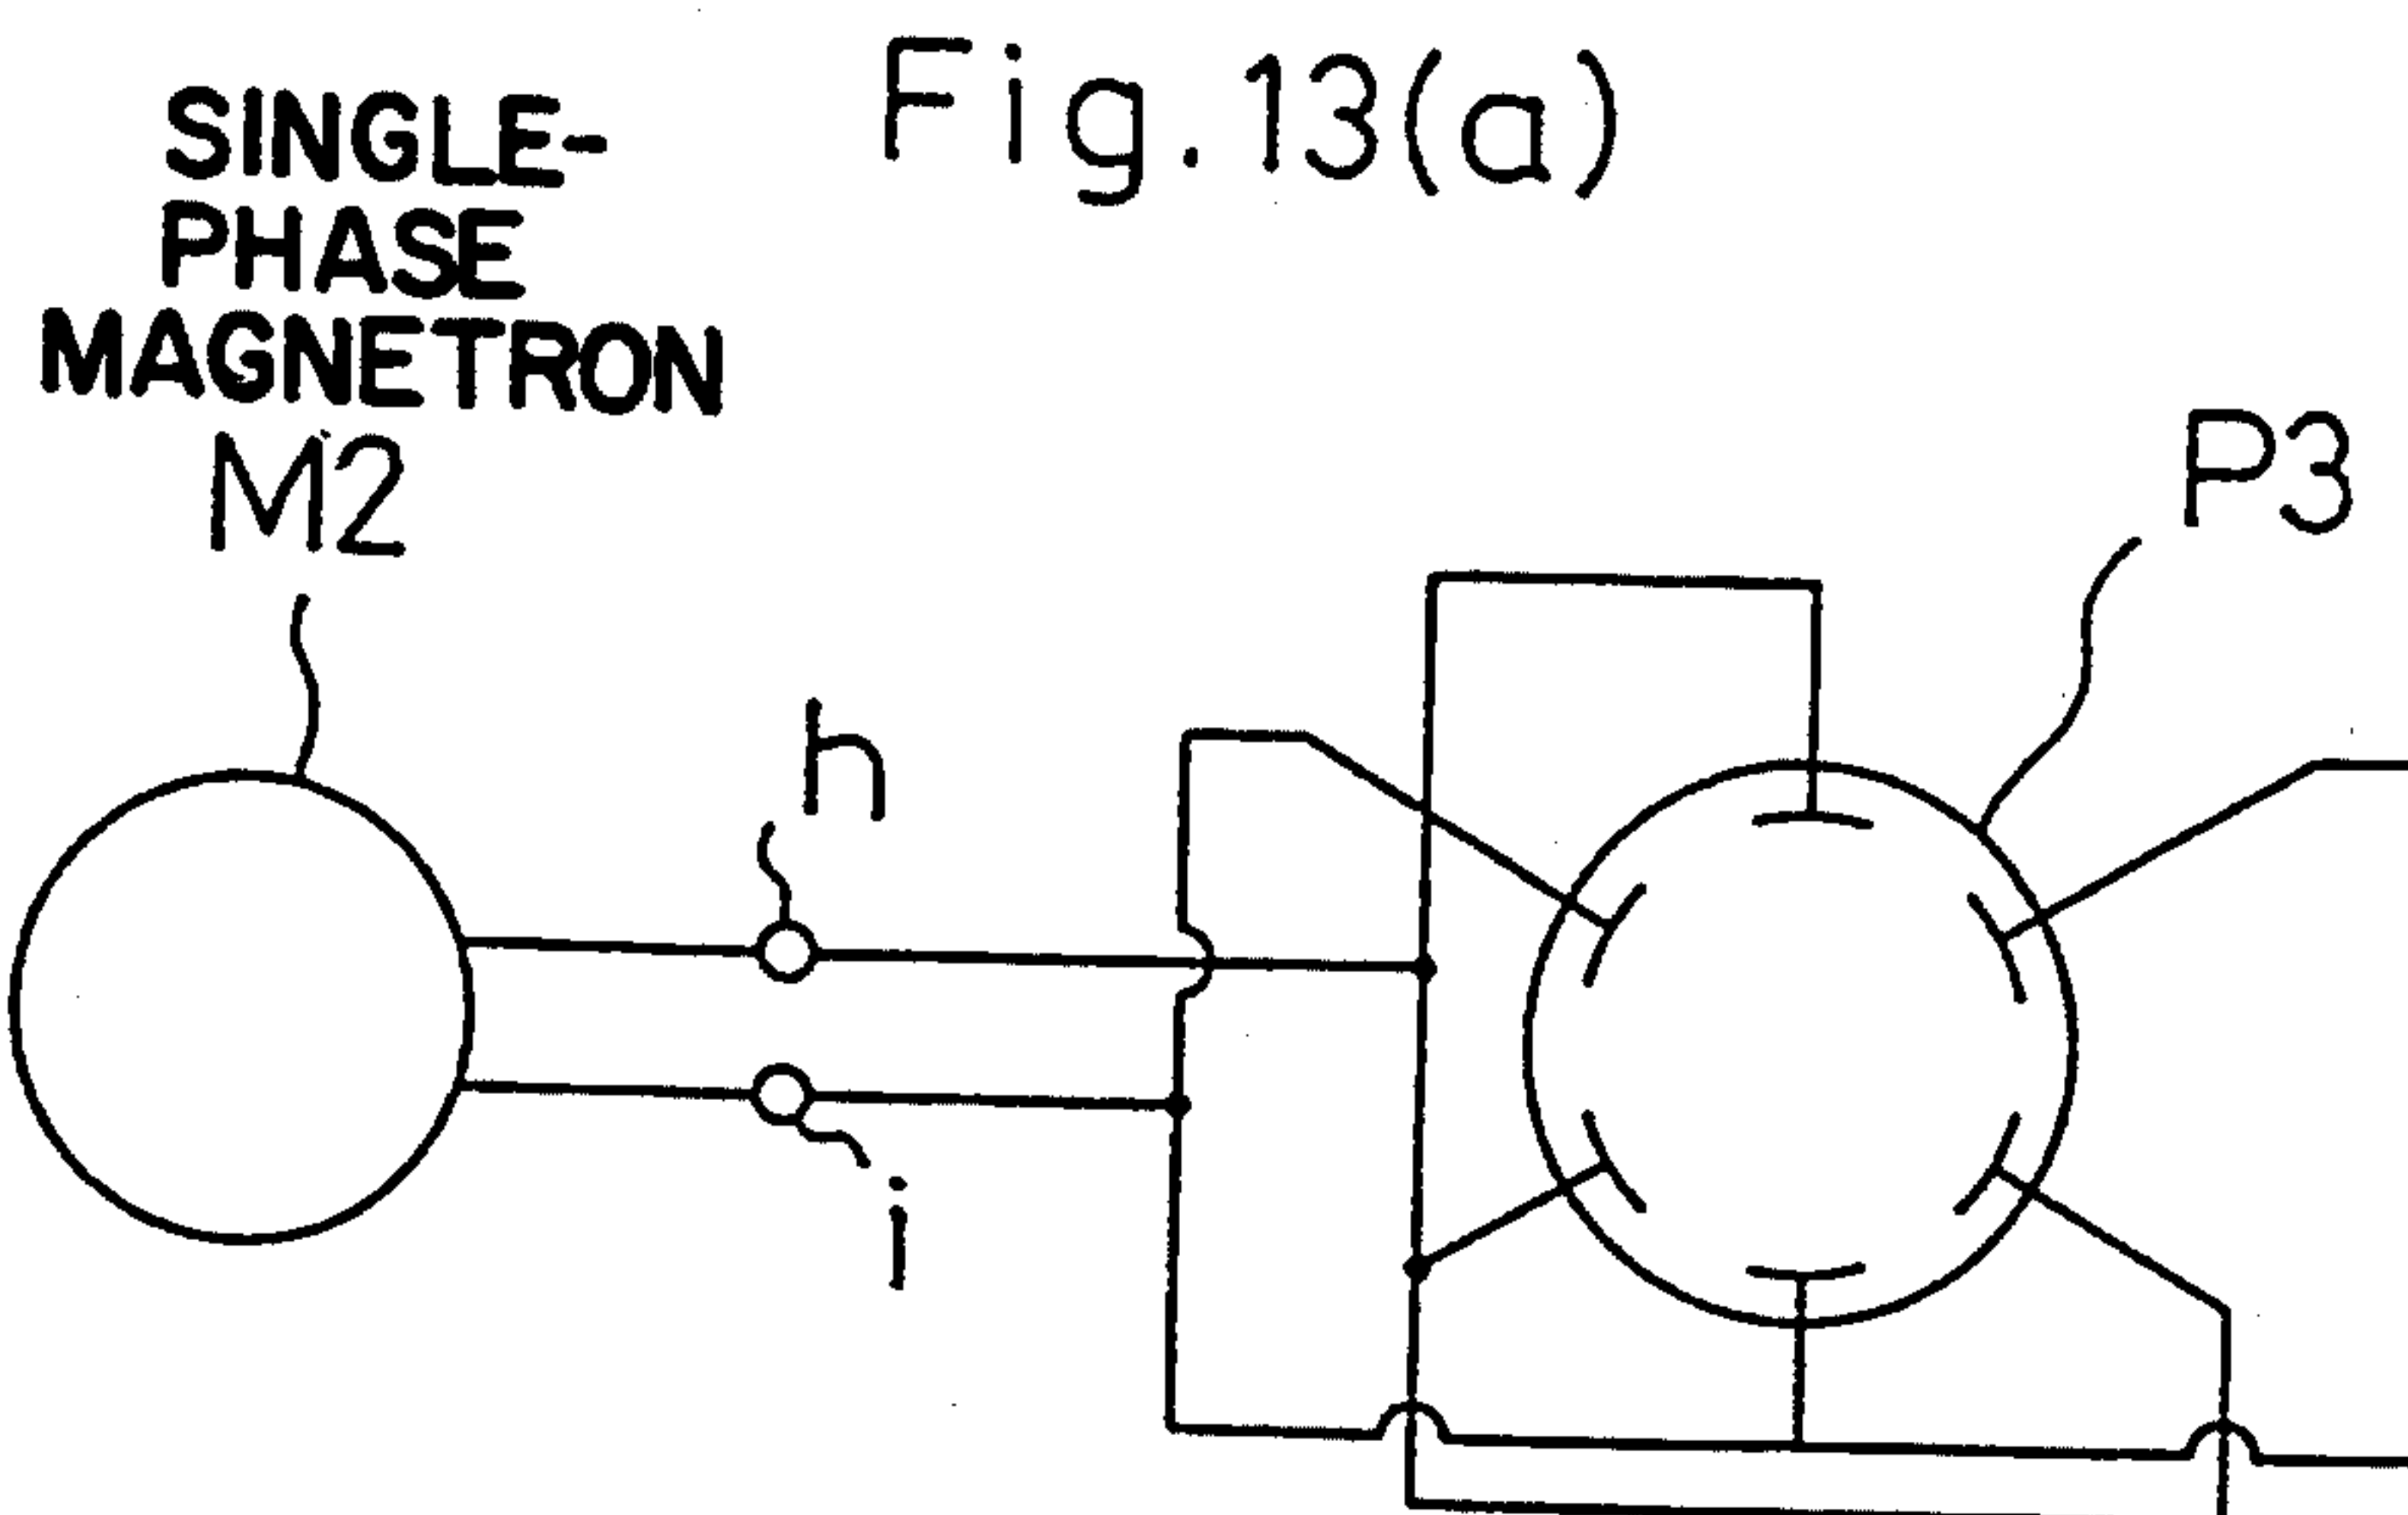 Fig.13(a)
SINGLE-
PHASE
MAGNETRON
M2
P3
h
i